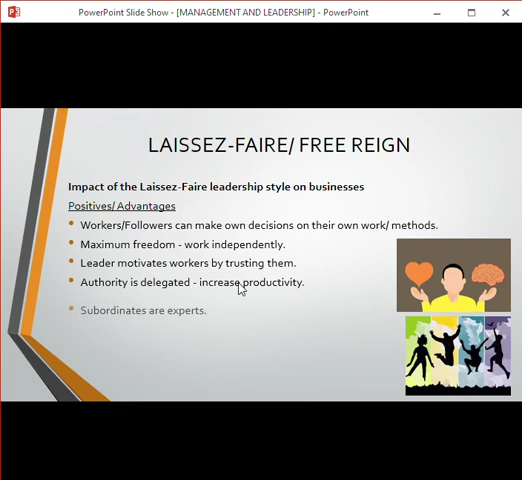 PowerPoint Slide Show - [MANAGEMENT AND LEADERSHIP] - PowerPoint
LAISSEZ-FAIRE/ FREE REIGN
Impact of the Laissez-Faire leadership style on businesses
Positives/ Advantages
• Workers/Followers can make own decisions on their own work/ methods.
• Maximum freedom - work independently.
• Leader motivates workers by trusting them.
• Authority is delegated - increase productivity.
• Subordinates are experts.